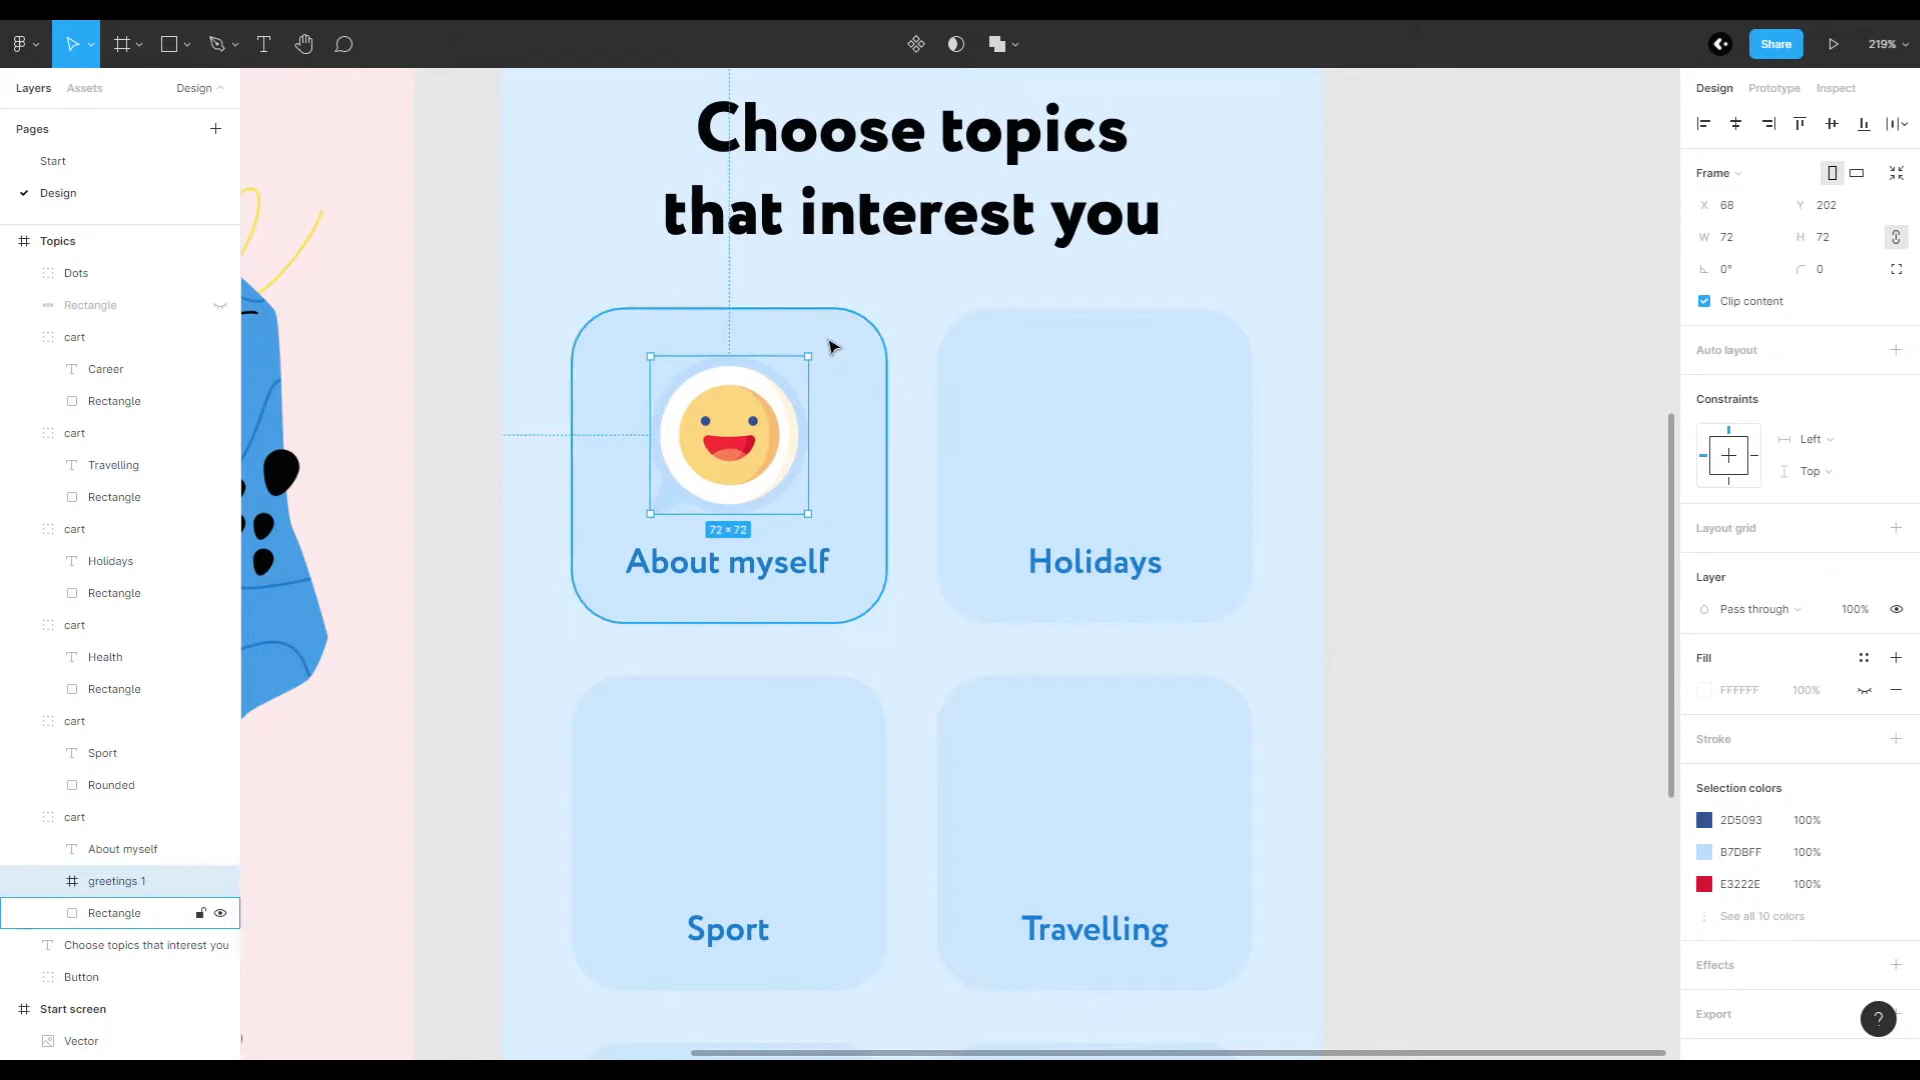 Share
219%
Layers
Assets
Design
Pages
Start
Design
Topics
Dots
Rectangle
cart
Career
Rectangle
cart
Travelling
Rectangle
cart
Holidays
Rectangle
cart
Health
Rectangle
cart
Sport
Rounded
cart
About myself
greetings 1
Rectangle
Choose topics that interest you
Button
Start screen
Vector
Choose topics
that interest you
72 × 72
About myself
Holidays
Sport
Travelling
Design
Prototype
Inspect
Frame
X 68
Y 202
W 72
H 72
0°
0
Clip content
Auto layout
Constraints
Left
Top
Layout grid
Layer
Pass through
100%
Fill
FFFFFF
100%
Stroke
Selection colors
2D5093 100%
B7DBFF 100%
E3222E 100%
See all 10 colors
Effects
Export
?